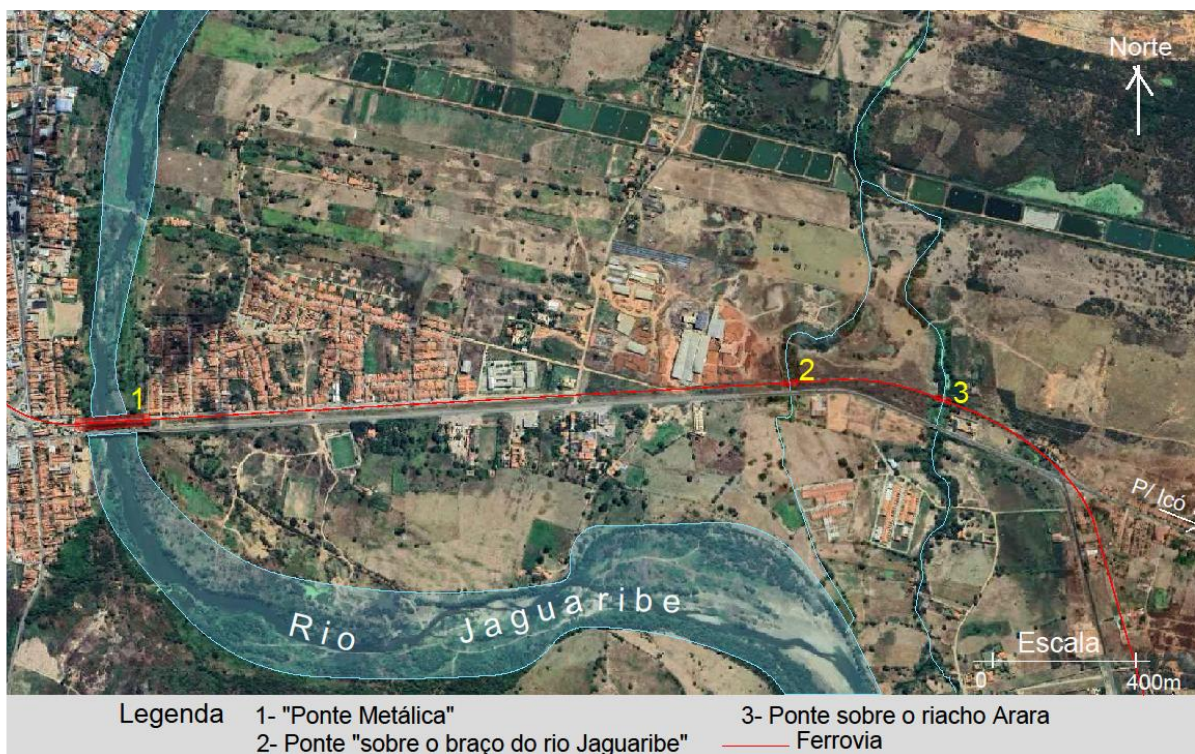 Norte
1
2
3
P/ Icó
Rio Jaguaribe
Escala
0 400m
Legenda 1- "Ponte Metálica" 3- Ponte sobre o riacho Arara
2- Ponte "sobre o braço do rio Jaguaribe" Ferrovia